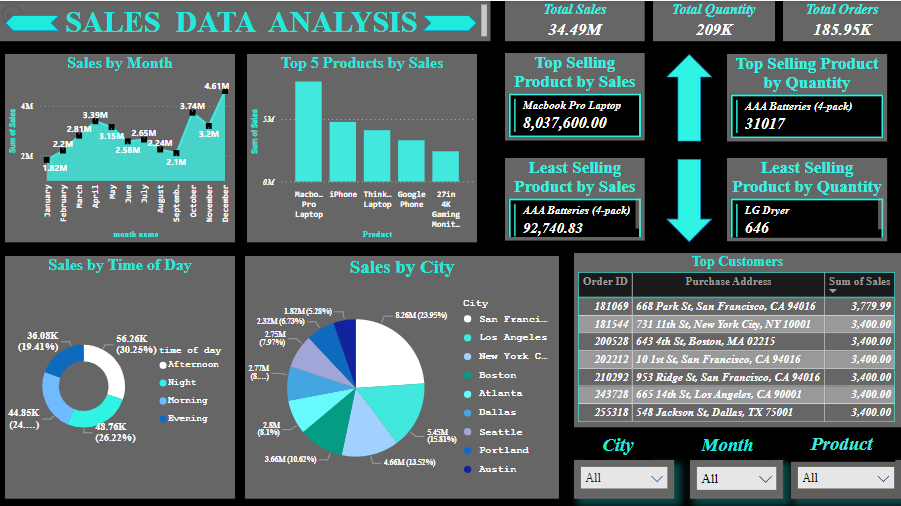 SALES DATA ANALYSIS
Total Sales
34.49M
Total Quantity
209K
Total Orders
185.95K
Sales by Month
Sum of Sales
4M
2M
1.82M
2.2M
2.81M
3.39M
3.15M
2.58M
2.65M
2.24M
2.1M
3.74M
3.2M
4.61M
January
February
March
April
May
June
July
August
Septemb...
October
November
December
month name
Top 5 Products by Sales
Sum of Sales
5M
0M
Macbo... Pro Laptop
iPhone
Think... Laptop
Google Phone
27in 4K Gaming Monit...
Product
Top Selling
Product by Sales
Macbook Pro Laptop
8,037,600.00
Top Selling Product
by Quantity
AAA Batteries (4-pack)
31017
Least Selling
Product by Sales
AAA Batteries (4-pack)
92,740.83
Least Selling
Product by Quantity
LG Dryer
646
Sales by Time of Day
36.08K
(19.41%)
56.26K
(30.25%)
44.85K
(24....)
48.76K
(26.22%)
time of day
Afternoon
Night
Morning
Evening
Sales by City
8.26M (23.95%)
5.45M
(15.81%)
4.66M (13.52%)
3.66M (10.62%)
2.8M
(8.1%)
2.77M
(8....)
2.75M
(7.97%)
2.32M (6.73%)
1.82M (5.28%)
City
San Franci...
Los Angeles
New York C...
Boston
Atlanta
Dallas
Seattle
Portland
Austin
Top Customers
Order ID Purchase Address Sum of Sales
181069 668 Park St, San Francisco, CA 94016 3,779.99
181544 731 11th St, New York City, NY 10001 3,400.00
200528 643 4th St, Boston, MA 02215 3,400.00
202212 10 1st St, San Francisco, CA 94016 3,400.00
210292 953 Ridge St, San Francisco, CA 94016 3,400.00
243728 665 14th St, Los Angeles, CA 90001 3,400.00
255318 548 Jackson St, Dallas, TX 75001 3,400.00
City
All
Month
All
Product
All